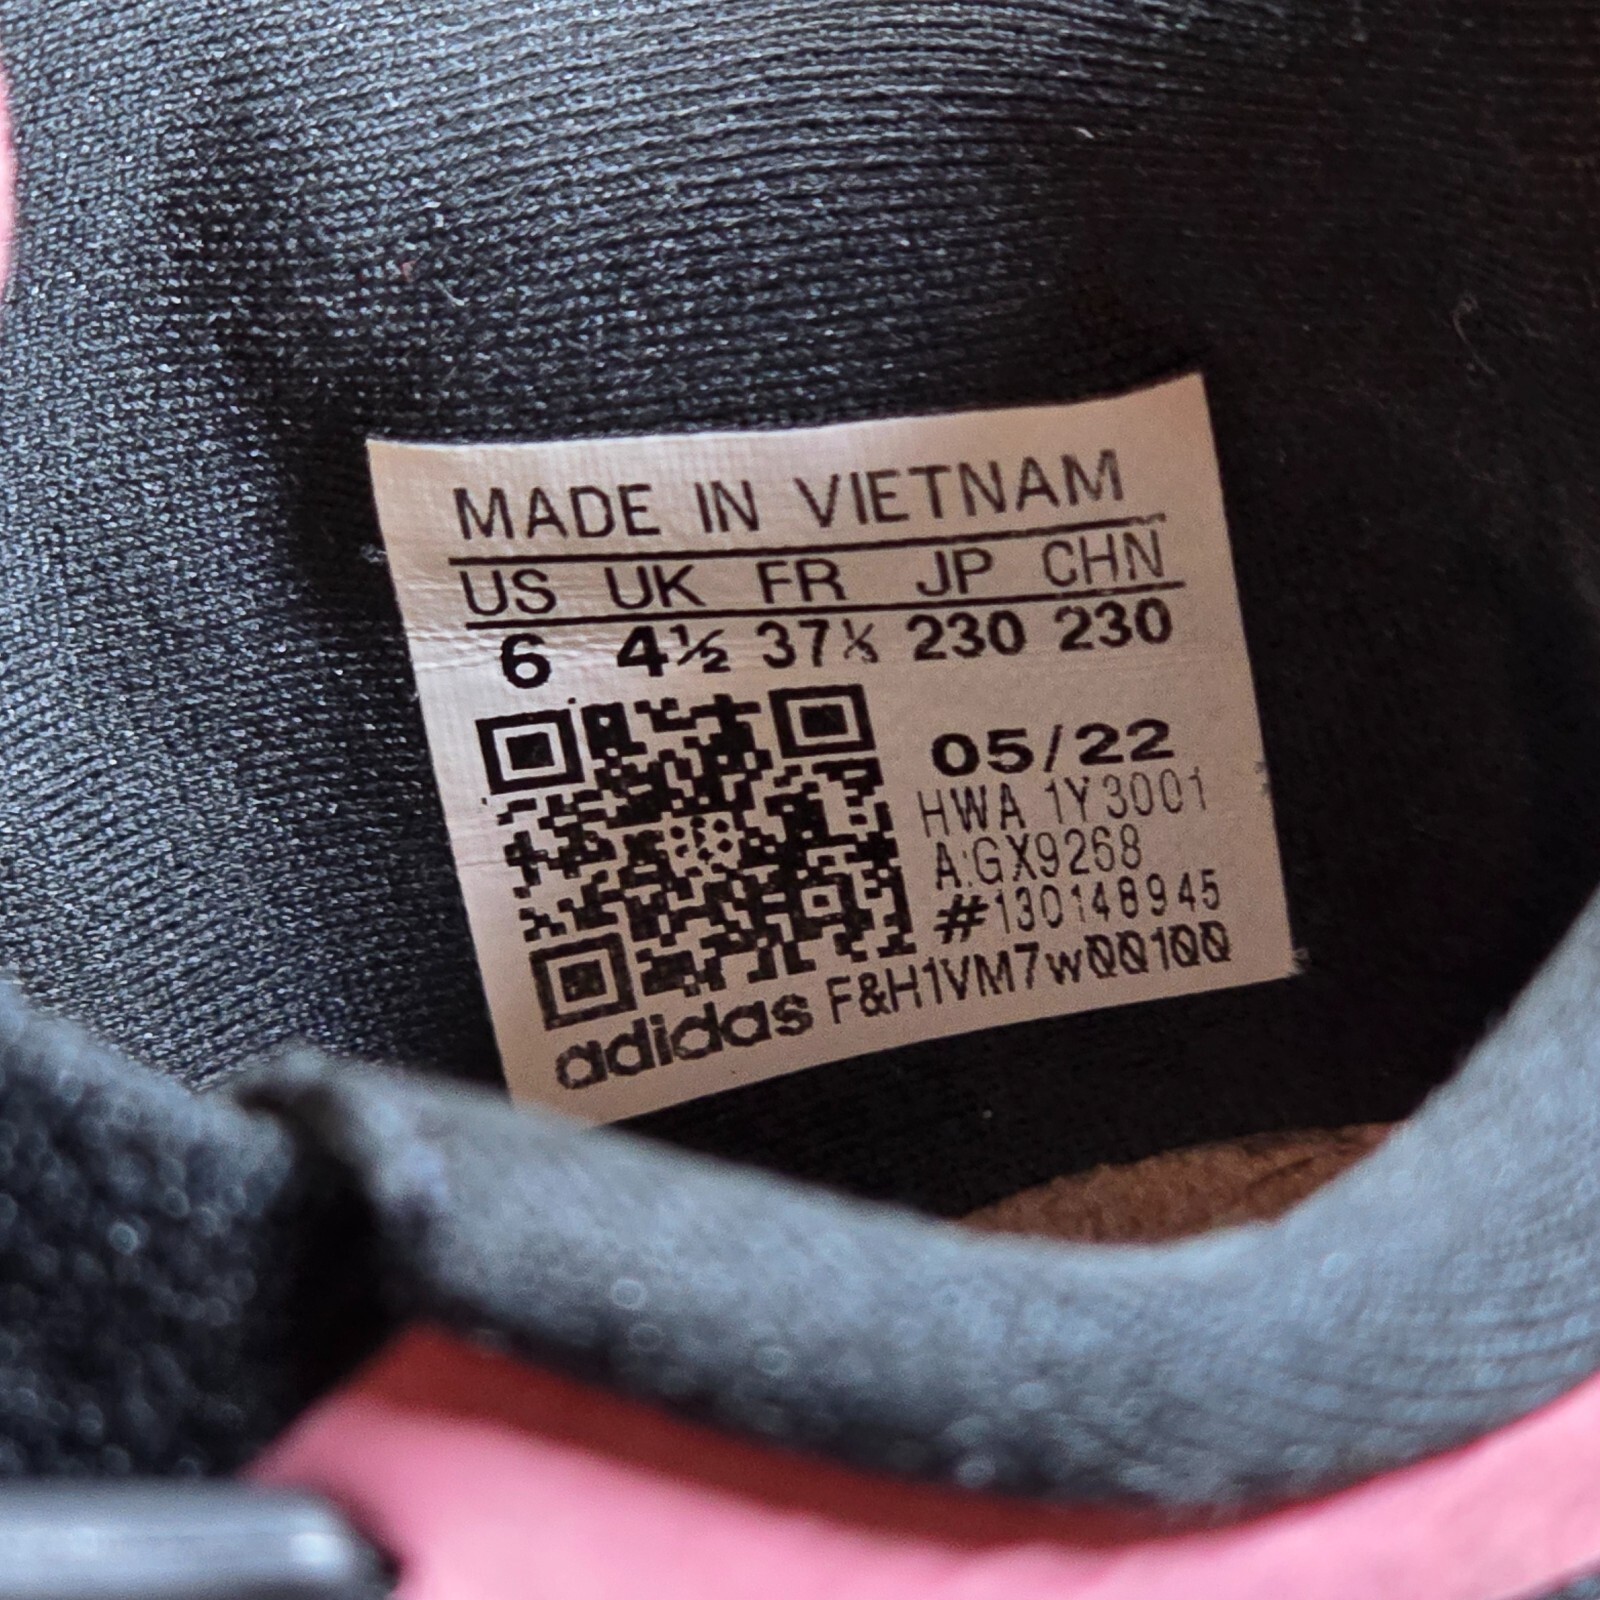 MADE IN VIETNAM
US UK FR JP CHN
6 4½ 37⅓ 230 230
05/22
HWA 1Y3001
A:GX9268
#130148945
adidas F&H1VM7wQQ1QQ